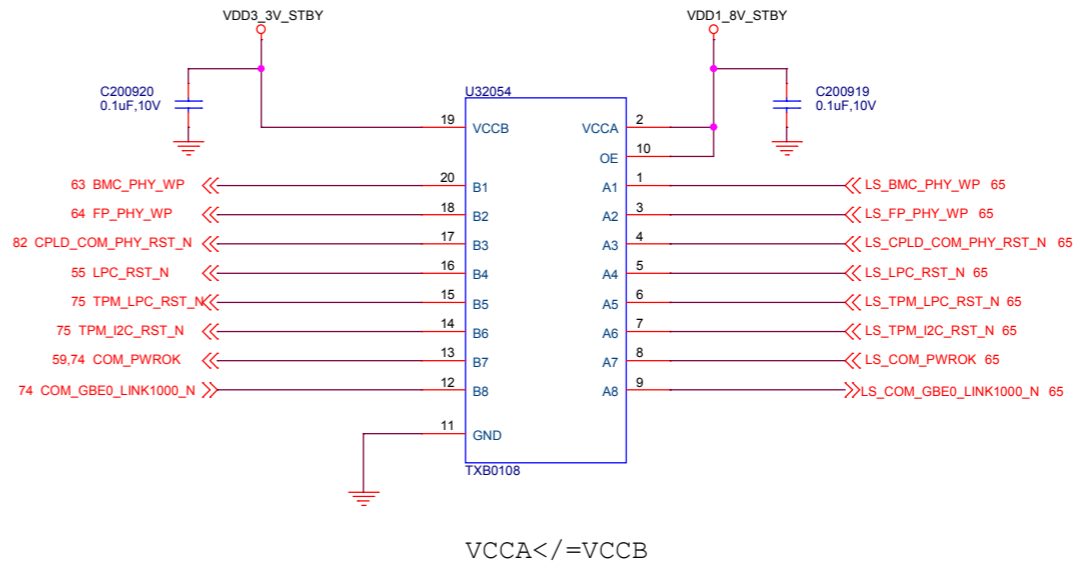 VDD3_3V_STBY
VDD1_8V_STBY
C200920
0.1uF,10V
C200919
0.1uF,10V
U32054
19 VCCB VCCA 2
OE 10
63 BMC_PHY_WP 20 B1 A1 1 LS_BMC_PHY_WP 65
64 FP_PHY_WP 18 B2 A2 3 LS_FP_PHY_WP 65
82 CPLD_COM_PHY_RST_N 17 B3 A3 4 LS_CPLD_COM_PHY_RST_N 65
55 LPC_RST_N 16 B4 A4 5 LS_LPC_RST_N 65
75 TPM_LPC_RST_N 15 B5 A5 6 LS_TPM_LPC_RST_N 65
75 TPM_I2C_RST_N 14 B6 A6 7 LS_TPM_I2C_RST_N 65
59,74 COM_PWROK 13 B7 A7 8 LS_COM_PWROK 65
74 COM_GBE0_LINK1000_N 12 B8 A8 9 LS_COM_GBE0_LINK1000_N 65
11 GND
TXB0108
VCCA</=VCCB